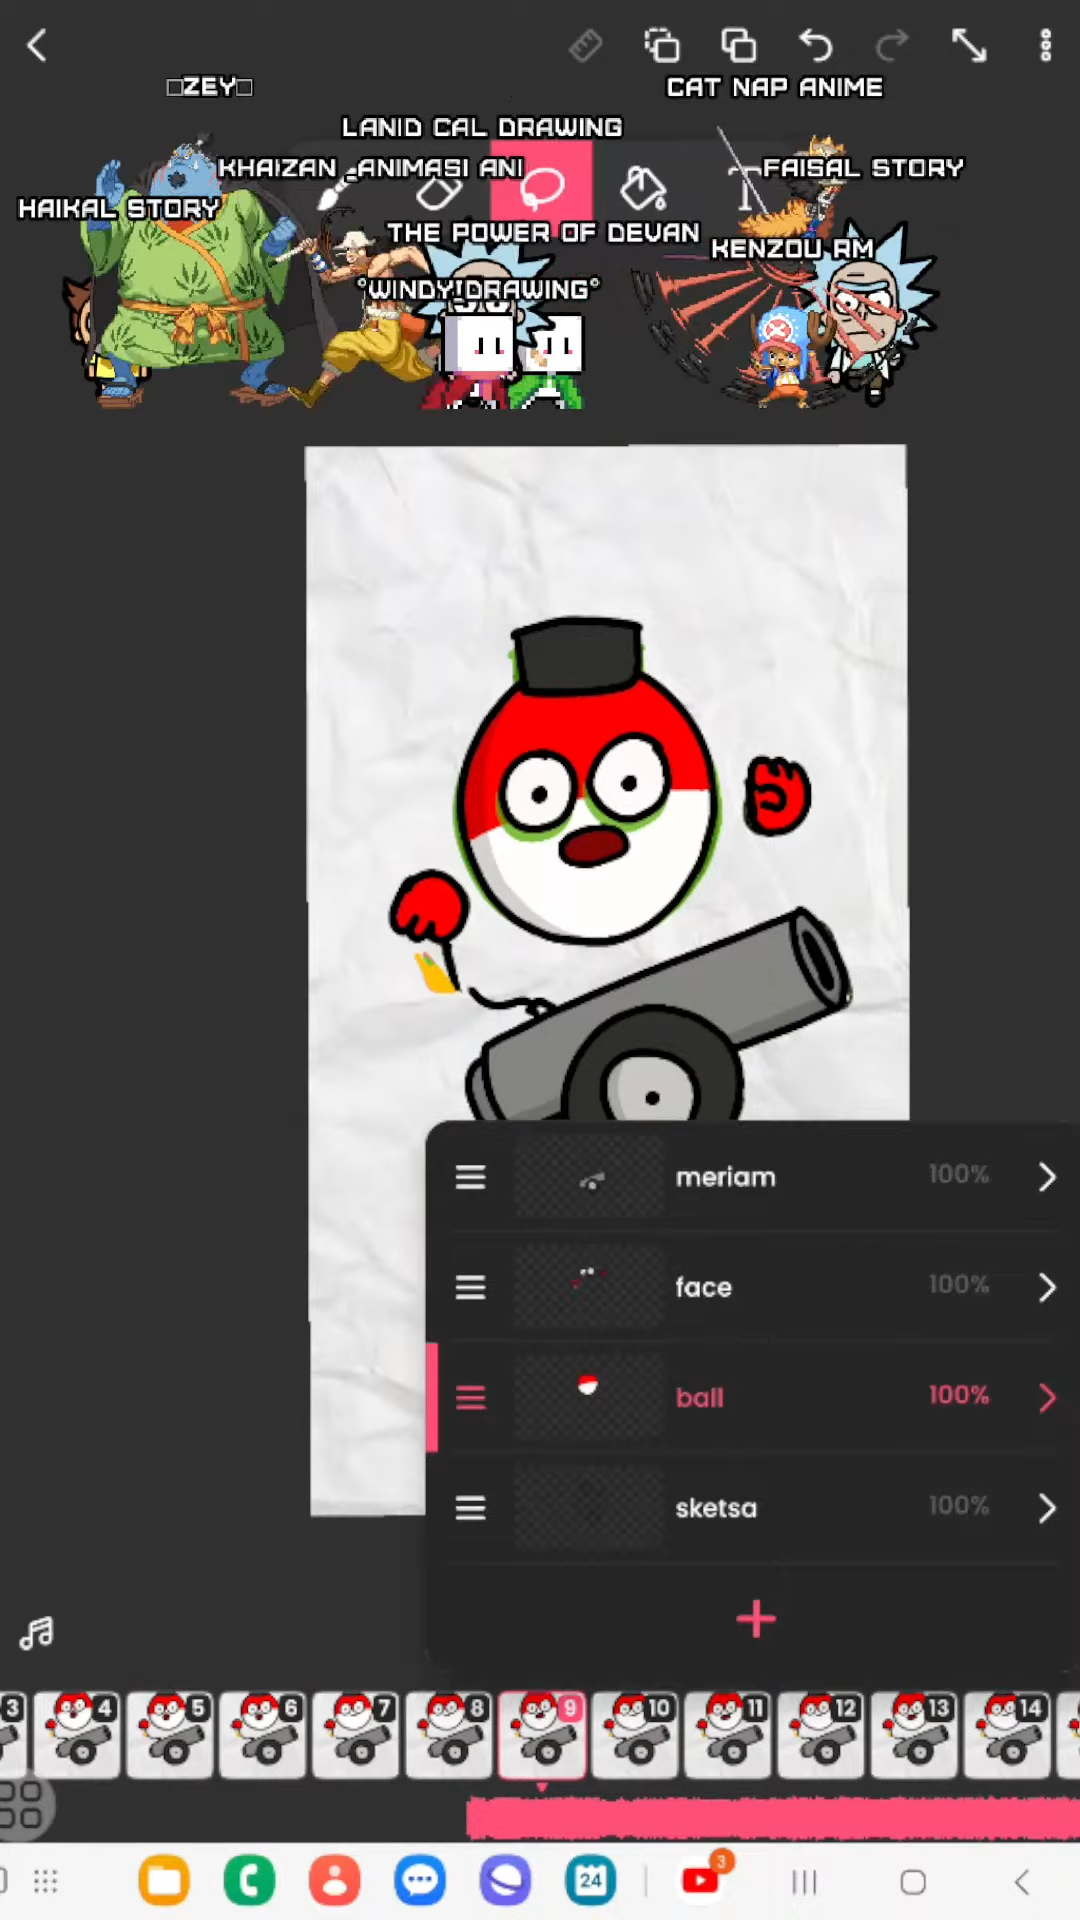 □ZEY□
CAT NAP ANIME
LANID CAL DRAWING
KHAIZAN_ANIMASI ANI
FAISAL STORY
HAIKAL STORY
THE POWER OF DEVAN
KENZOU RM
°WINDY!DRAWING°
T
meriam 100%
face 100%
ball 100%
sketsa 100%
3 4 5 6 7 8 9 10 11 12 13 14
24
3